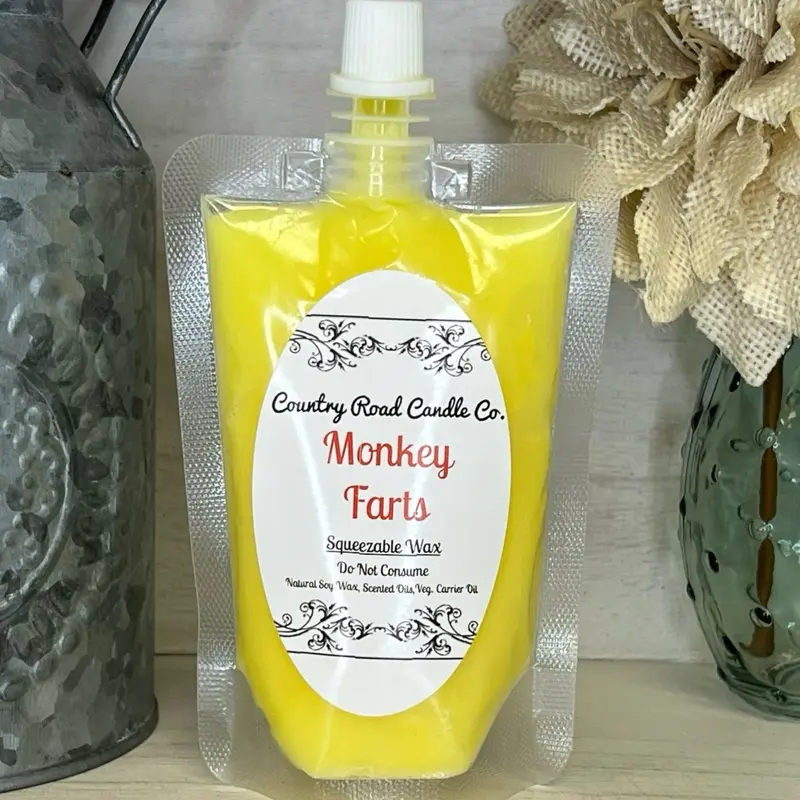 Country Road Candle Co.
Monkey
Farts
Squeezable Wax
Do Not Consume
Natural Soy Wax, Scented Oils,Veg. Carrier Oil